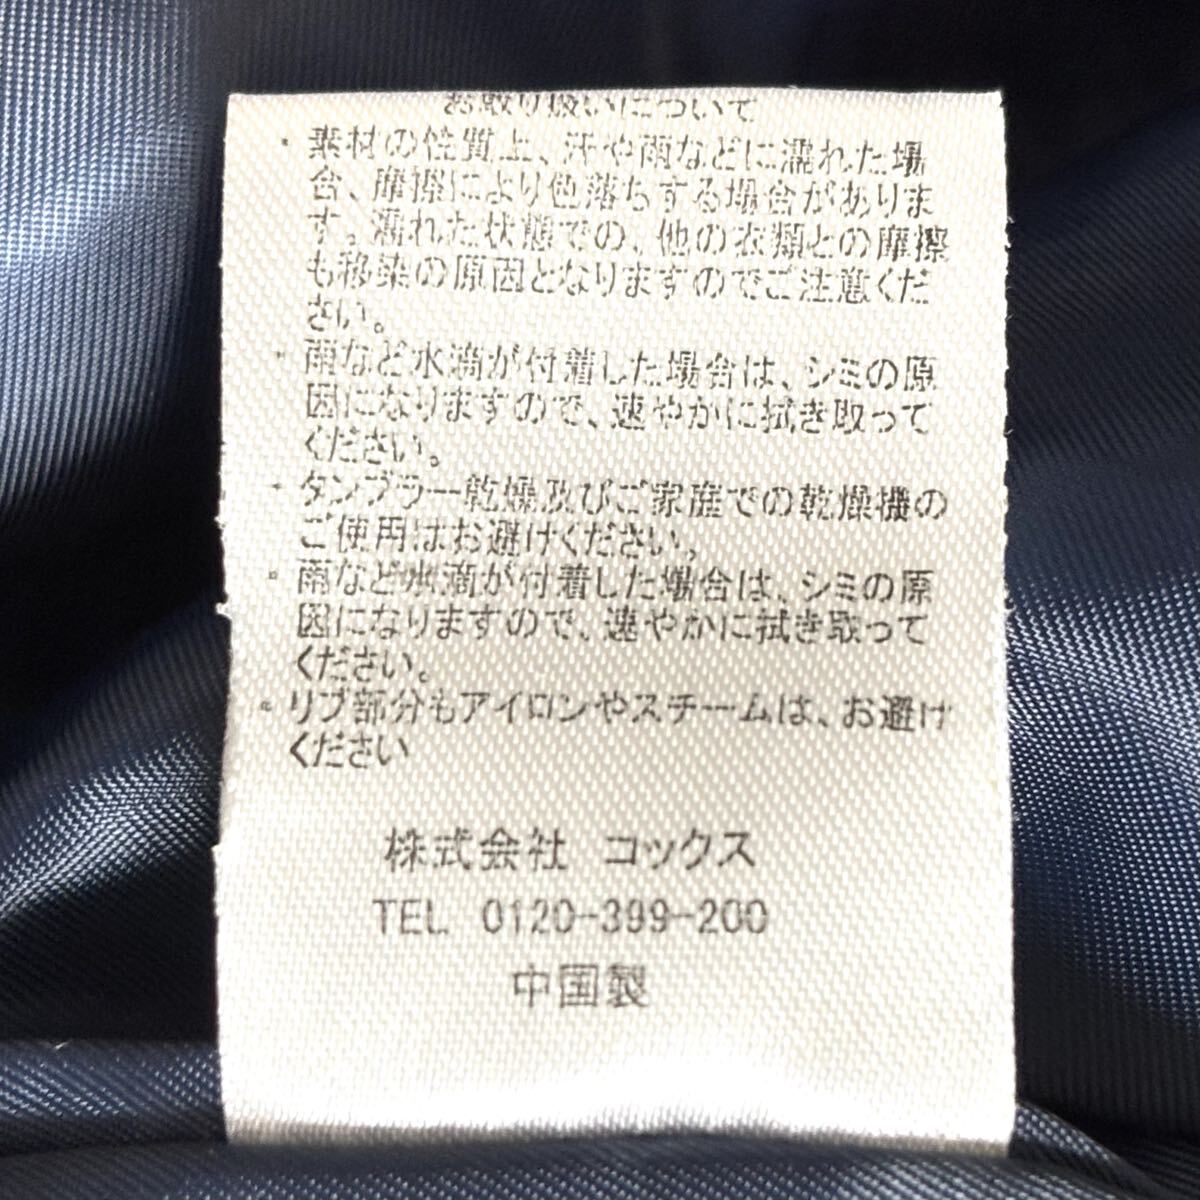 お取り扱いについて
・素材の性質上、汗や雨などに濡れた場
合、摩擦により色落ちする場合がありま
す。濡れた状態での、他の衣類との摩擦
も移染の原因となりますのでご注意くだ
さい。
・雨など水滴が付着した場合は、シミの原
因になりますので、速やかに拭き取って
ください。
・タンブラー乾燥及びご家庭での乾燥機の
ご使用はお避けください。
・雨など水滴が付着した場合は、シミの原
因になりますので、速やかに拭き取って
ください。
・リブ部分もアイロンやスチームは、お避け
ください
株式会社 コックス
TEL 0120-399-200
中国製